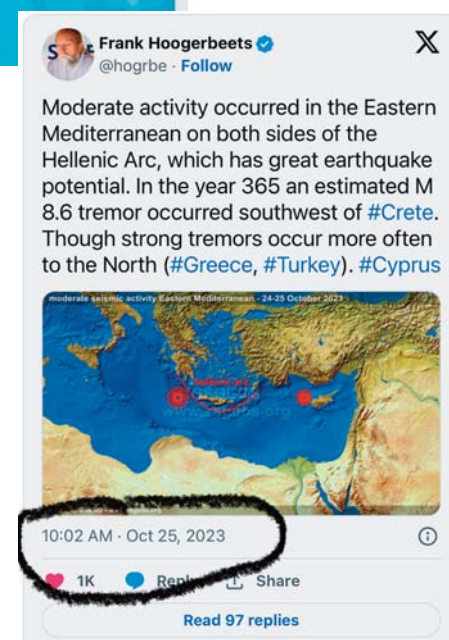 Frank Hoogerbeets
@hogrbe · Follow
X
Moderate activity occurred in the Eastern
Mediterranean on both sides of the
Hellenic Arc, which has great earthquake
potential. In the year 365 an estimated M
8.6 tremor occurred southwest of #Crete.
Though strong tremors occur more often
to the North (#Greece, #Turkey). #Cyprus
moderate seismic activity Eastern Mediterranean - 24-25 October 2023
10:02 AM · Oct 25, 2023
1K Reply Share
Read 97 replies